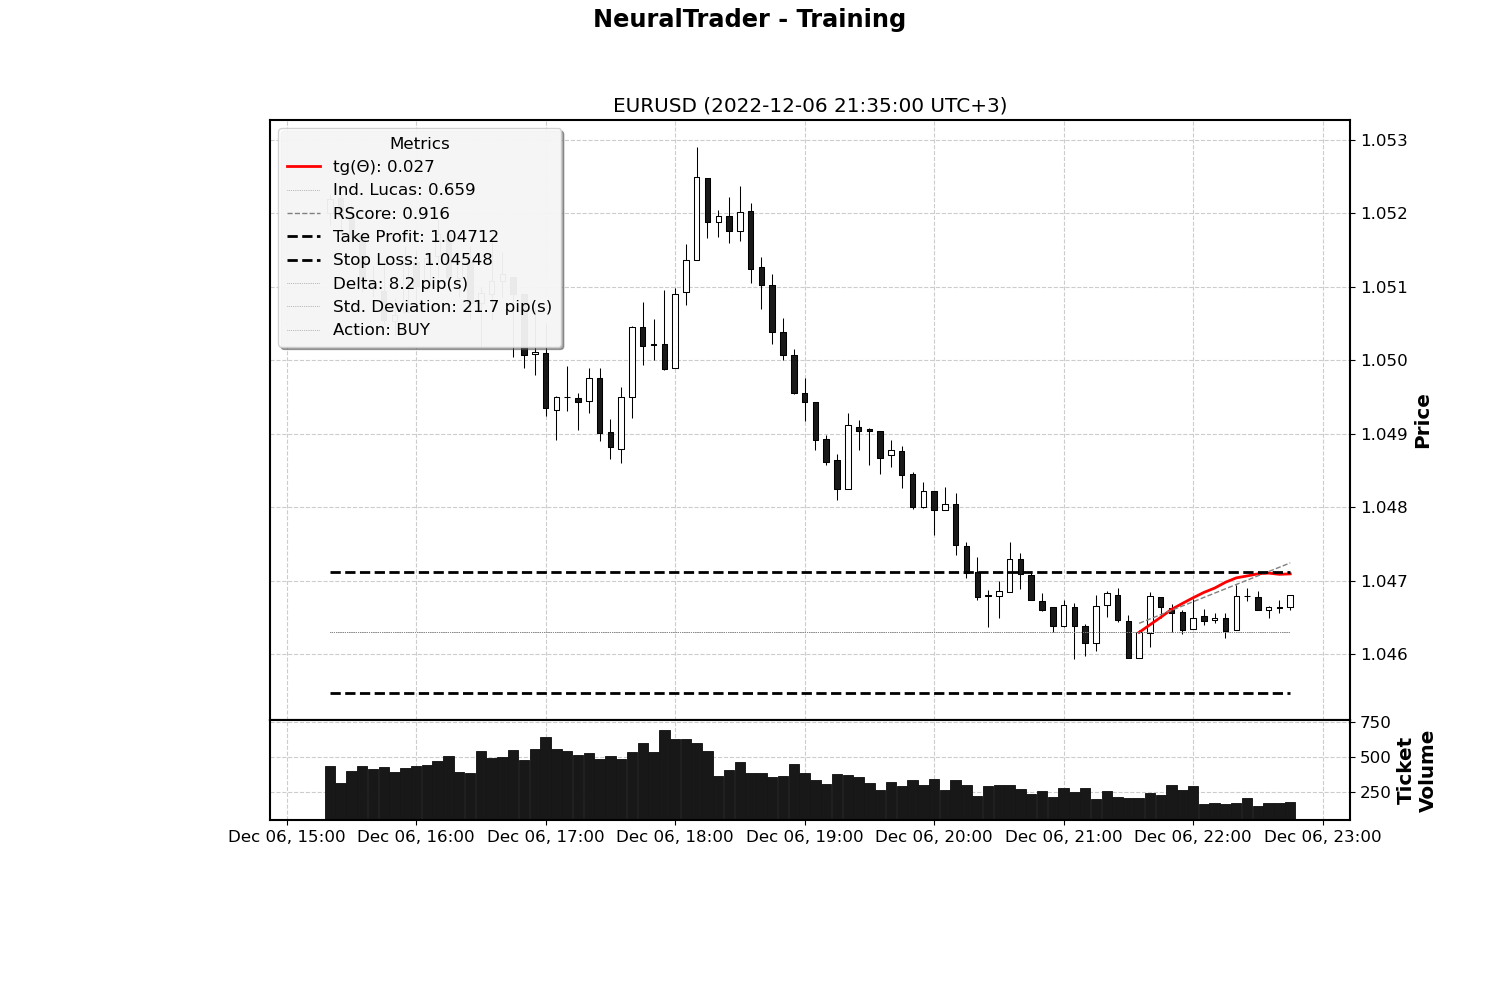 NeuralTrader - Training
EURUSD (2022-12-06 21:35:00 UTC+3)
Metrics
tg(Θ): 0.027
Ind. Lucas: 0.659
RScore: 0.916
Take Profit: 1.04712
Stop Loss: 1.04548
Delta: 8.2 pip(s)
Std. Deviation: 21.7 pip(s)
Action: BUY
1.053
1.052
1.051
1.050
1.049
1.048
1.047
1.046
Price
750
500
250
Ticket
Volume
Dec 06, 15:00
Dec 06, 16:00
Dec 06, 17:00
Dec 06, 18:00
Dec 06, 19:00
Dec 06, 20:00
Dec 06, 21:00
Dec 06, 22:00
Dec 06, 23:00